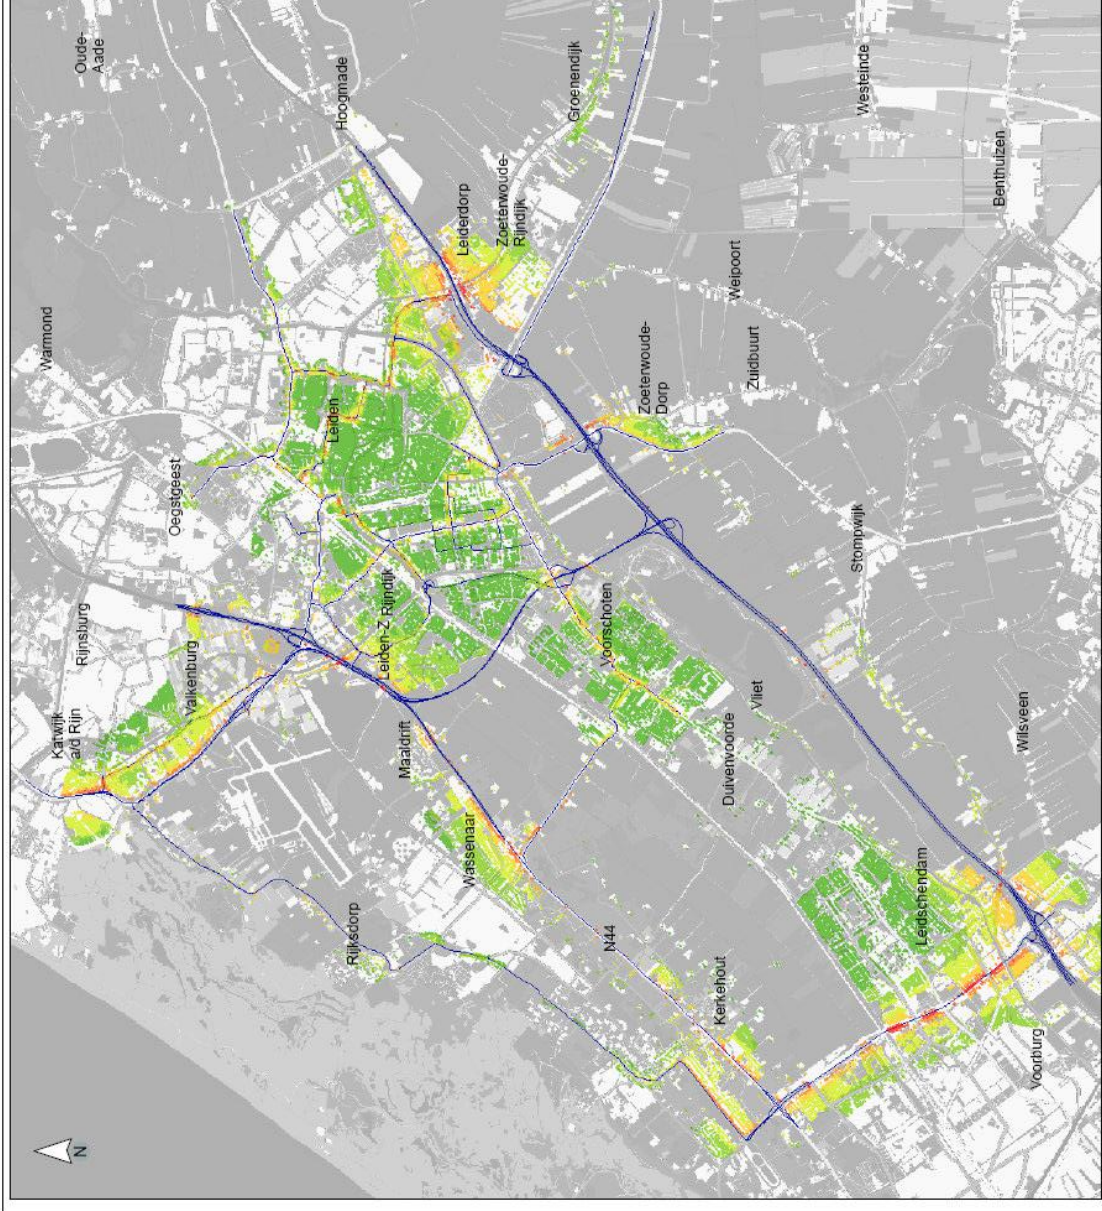 Oude-
Aade
Hoogmade
Groenendijk
Westeinde
Benthuizen
Warmond
Leiderdorp
Zoeterwoude-
Rijndijk
Weipoort
Zuidbuurt
Zoeterwoude-
Dorp
Leiden
Oegstgeest
Stompwijk
Rijnsburg
Valkenburg
Katwijk
a/d Rijn
Leiden-Z
Rijndijk
Voorschoten
Vliet
Duivenvoorde
Wilsveen
Maaldrift
Wassenaar
Rijksdorp
N44
Kerkehout
Leidschendam
Voorburg
N